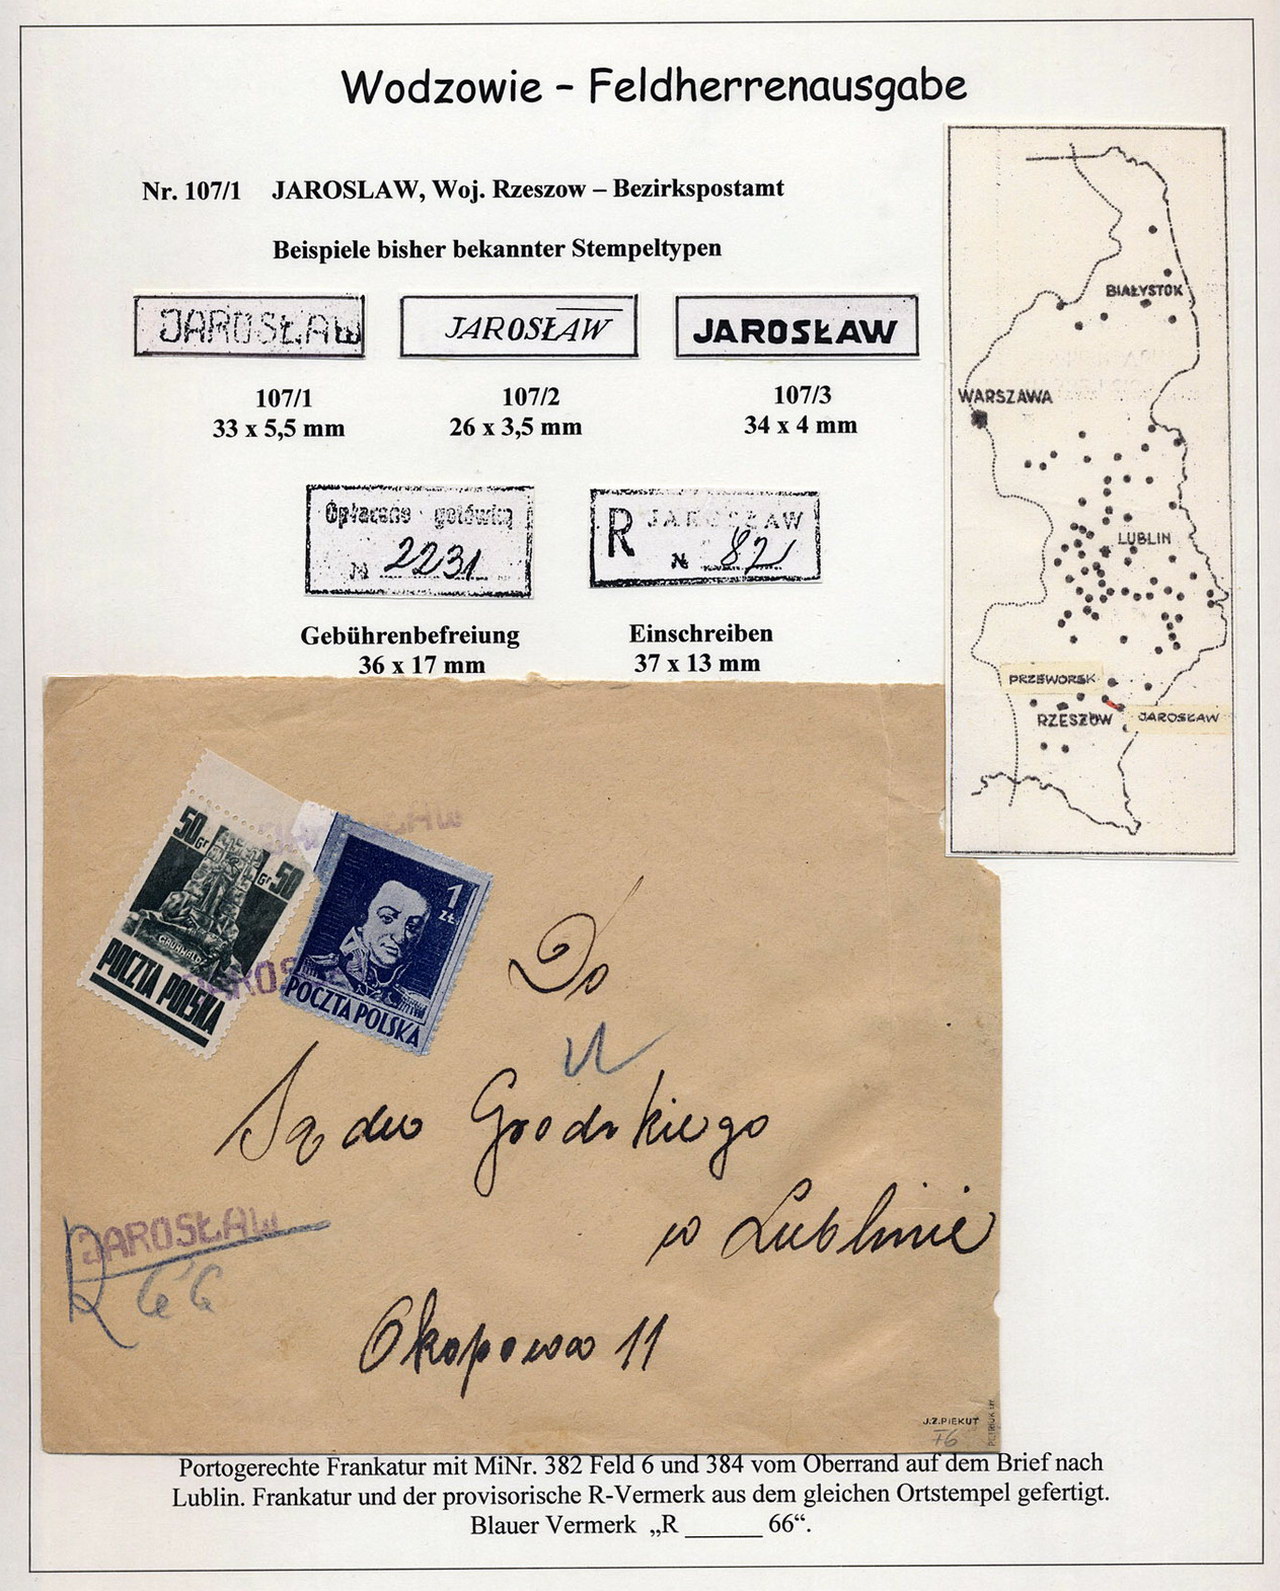 Wodzowie – Feldherrenausgabe
Nr. 107/1 JAROSLAW, Woj. Rzeszow – Bezirkspostamt
Beispiele bisher bekannter Stempeltypen
JAROSŁAW
JAROSŁAW
JAROSŁAW
107/1
33 x 5,5 mm
107/2
26 x 3,5 mm
107/3
34 x 4 mm
Opłacono gotówką
N 2231
R JAROSŁAW
N 821
Gebührenbefreiung
36 x 17 mm
Einschreiben
37 x 13 mm
BIAŁYSTOK
WARSZAWA
LUBLIN
PRZEWORSK
RZESZÓW
JAROSŁAW
50 Gr
Gr 50
GRUNWALD
POCZTA POLSKA
1 ZŁ
POCZTA POLSKA
JAROS
Do
Sądu Grodzkiego
w Lublinie
Okopowa 11
JAROSŁAW
R 66
J.Z. PIEKUT
Portogerechte Frankatur mit MiNr. 382 Feld 6 und 384 vom Oberrand auf dem Brief nach
Lublin. Frankatur und der provisorische R-Vermerk aus dem gleichen Ortstempel gefertigt.
Blauer Vermerk „R ______ 66“.